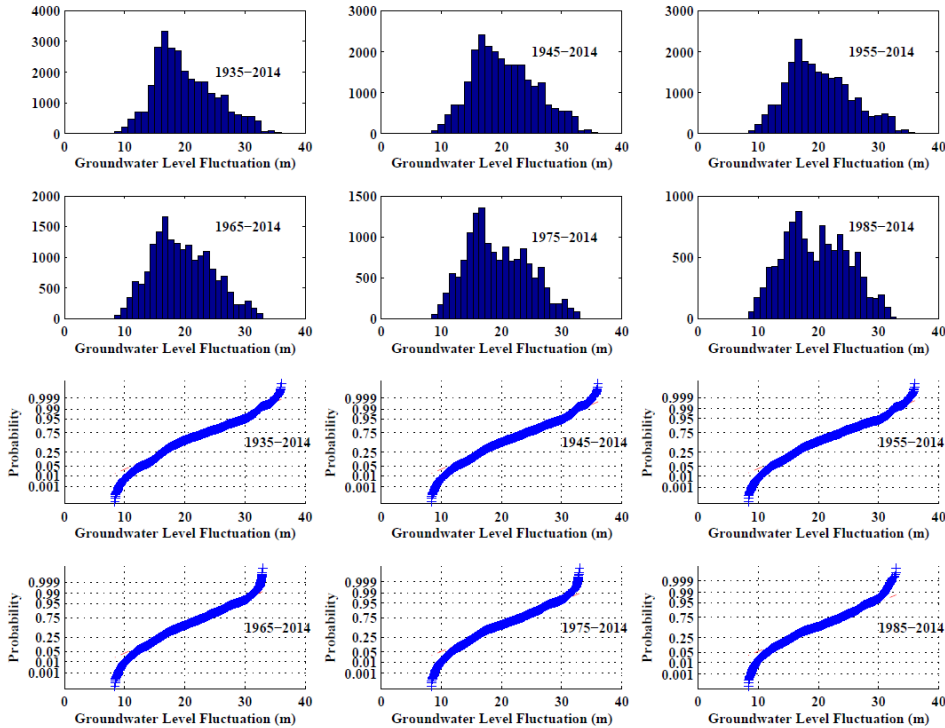 4000
3000
2000
1000
0
1935−2014
0 10 20 30 40
Groundwater Level Fluctuation (m)
3000
2000
1000
0
1945−2014
0 10 20 30 40
Groundwater Level Fluctuation (m)
3000
2000
1000
0
1955−2014
0 10 20 30 40
Groundwater Level Fluctuation (m)
2000
1500
1000
500
0
1965−2014
0 10 20 30 40
Groundwater Level Fluctuation (m)
1500
1000
500
0
1975−2014
0 10 20 30 40
Groundwater Level Fluctuation (m)
1000
500
0
1985−2014
0 10 20 30 40
Groundwater Level Fluctuation (m)
Probability
0.999
0.99
0.95
0.75
0.25
0.05
0.01
0.001
1935−2014
0 10 20 30 40
Groundwater Level Fluctuation (m)
Probability
0.999
0.99
0.95
0.75
0.25
0.05
0.01
0.001
1945−2014
0 10 20 30 40
Groundwater Level Fluctuation (m)
Probability
0.999
0.99
0.95
0.75
0.25
0.05
0.01
0.001
1955−2014
0 10 20 30 40
Groundwater Level Fluctuation (m)
Probability
0.999
0.99
0.95
0.75
0.25
0.05
0.01
0.001
1965−2014
0 10 20 30 40
Groundwater Level Fluctuation (m)
Probability
0.999
0.99
0.95
0.75
0.25
0.05
0.01
0.001
1975−2014
0 10 20 30 40
Groundwater Level Fluctuation (m)
Probability
0.999
0.99
0.95
0.75
0.25
0.05
0.01
0.001
1985−2014
0 10 20 30 40
Groundwater Level Fluctuation (m)